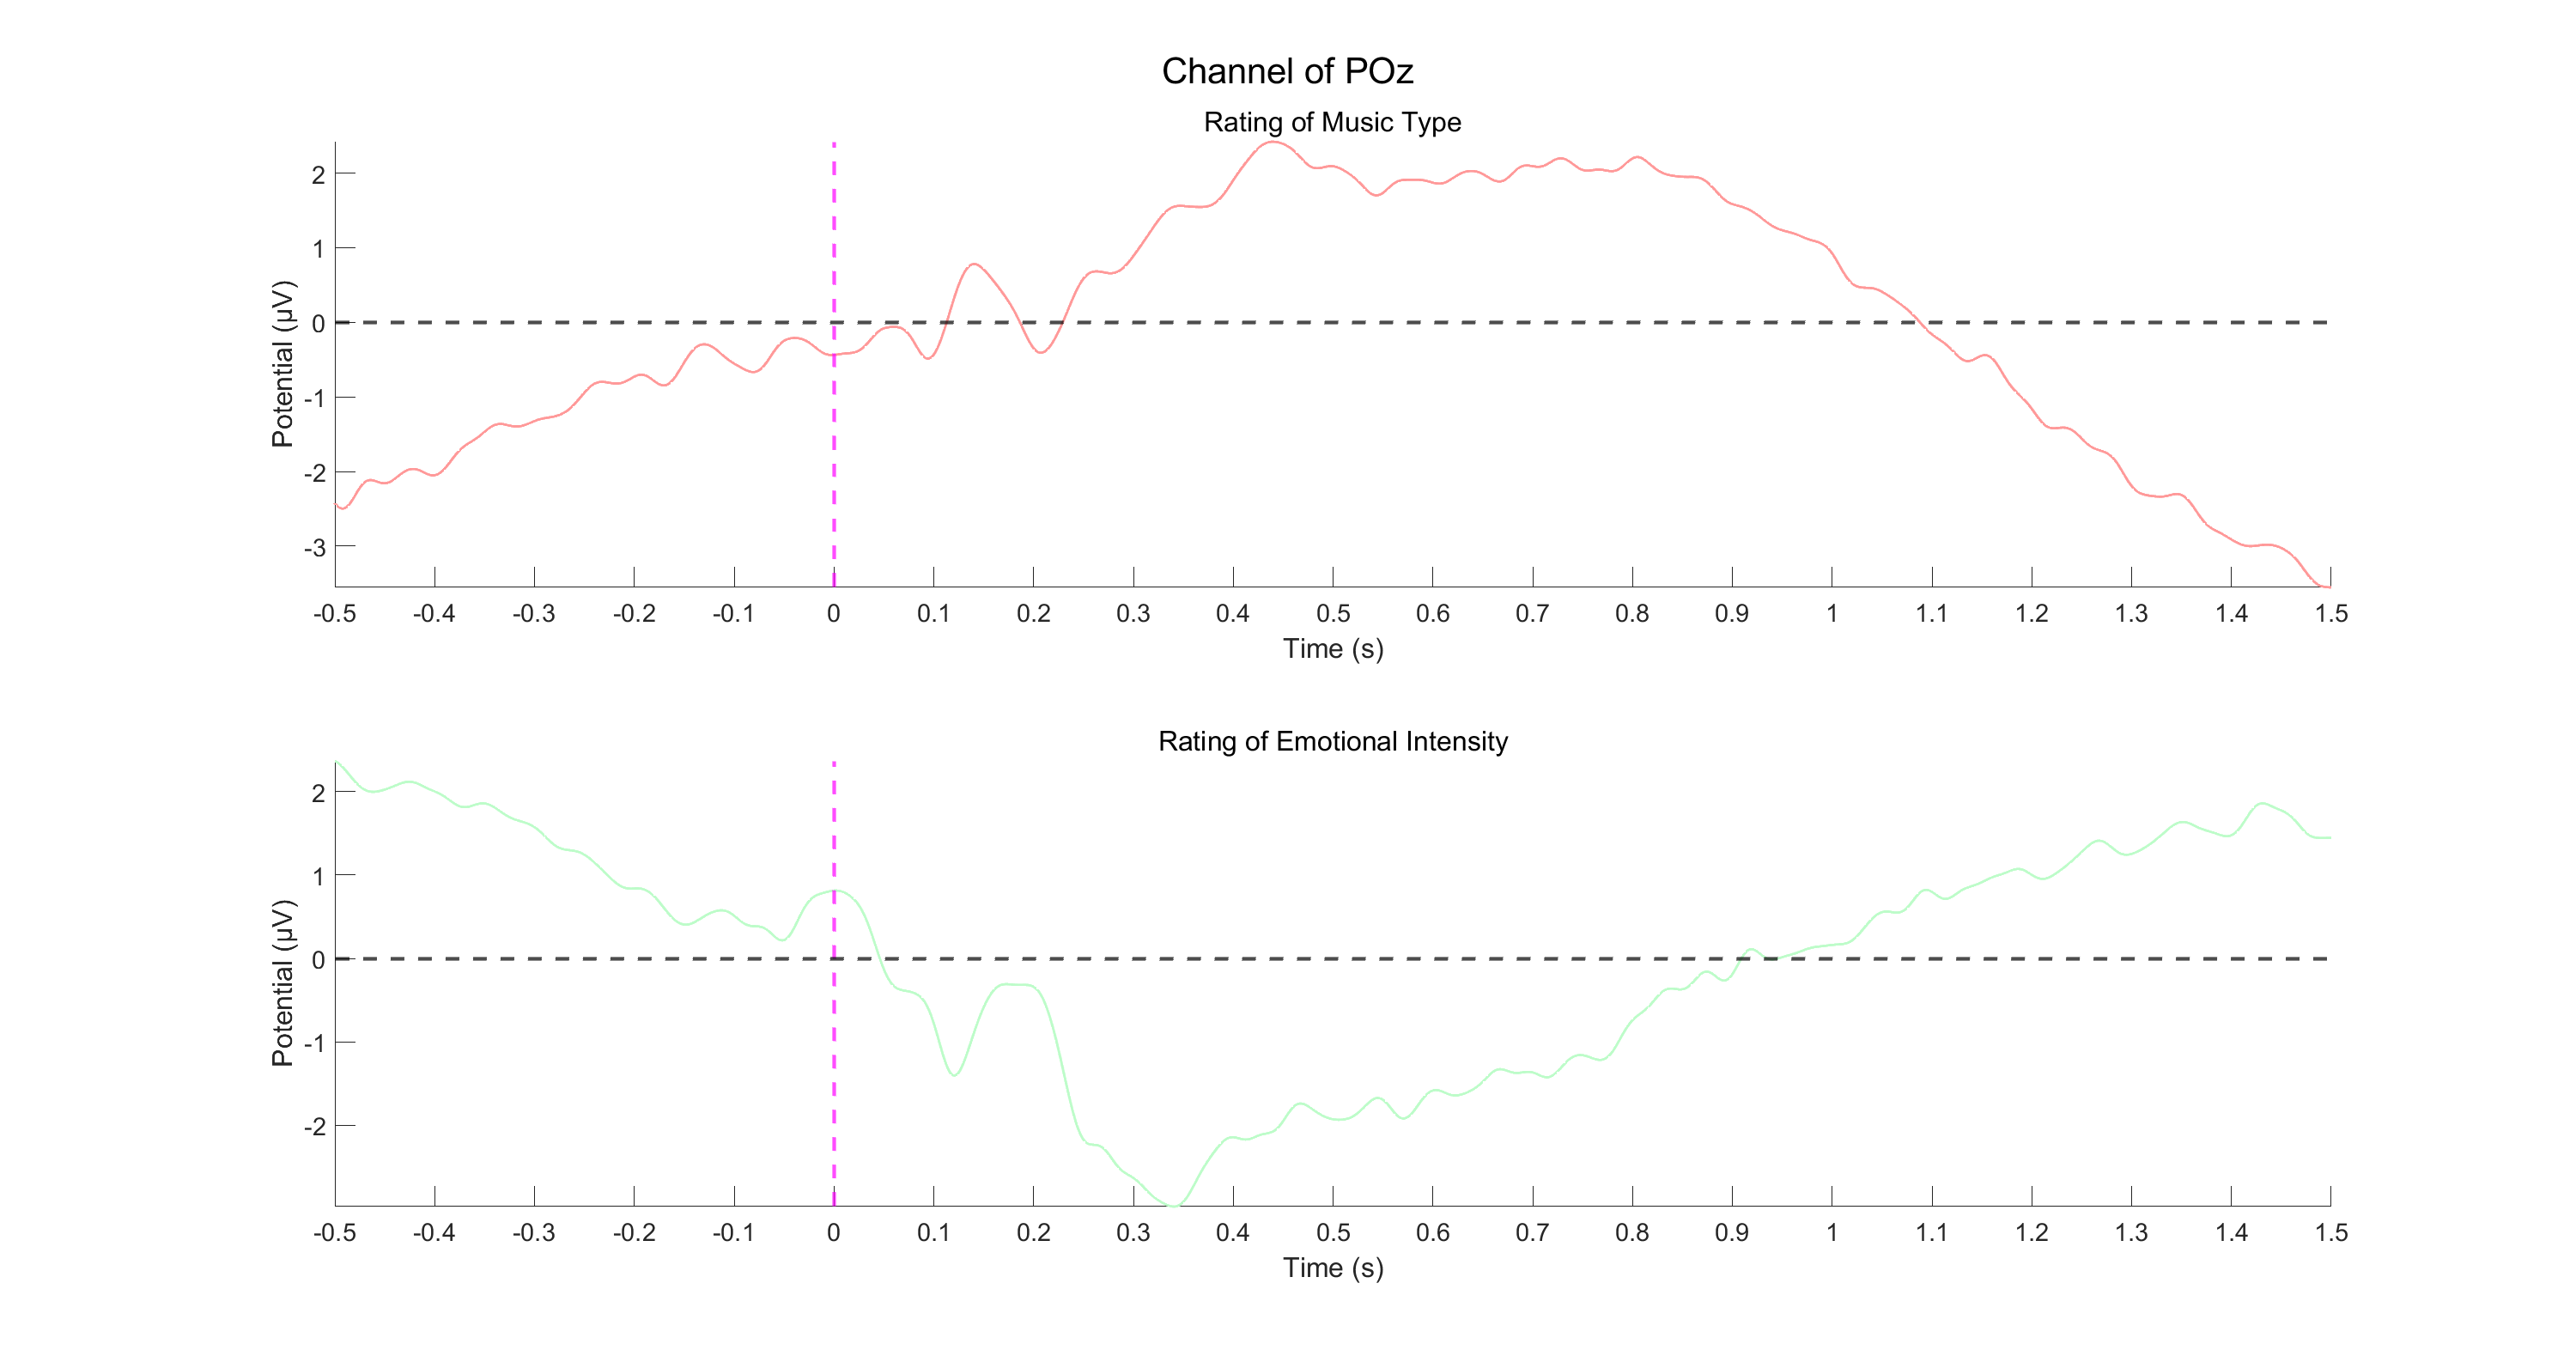 Channel of POz
Rating of Music Type
2
1
0
-1
-2
-3
Potential (µV)
-0.5 -0.4 -0.3 -0.2 -0.1 0 0.1 0.2 0.3 0.4 0.5 0.6 0.7 0.8 0.9 1 1.1 1.2 1.3 1.4 1.5
Time (s)
Rating of Emotional Intensity
2
1
0
-1
-2
Potential (µV)
-0.5 -0.4 -0.3 -0.2 -0.1 0 0.1 0.2 0.3 0.4 0.5 0.6 0.7 0.8 0.9 1 1.1 1.2 1.3 1.4 1.5
Time (s)